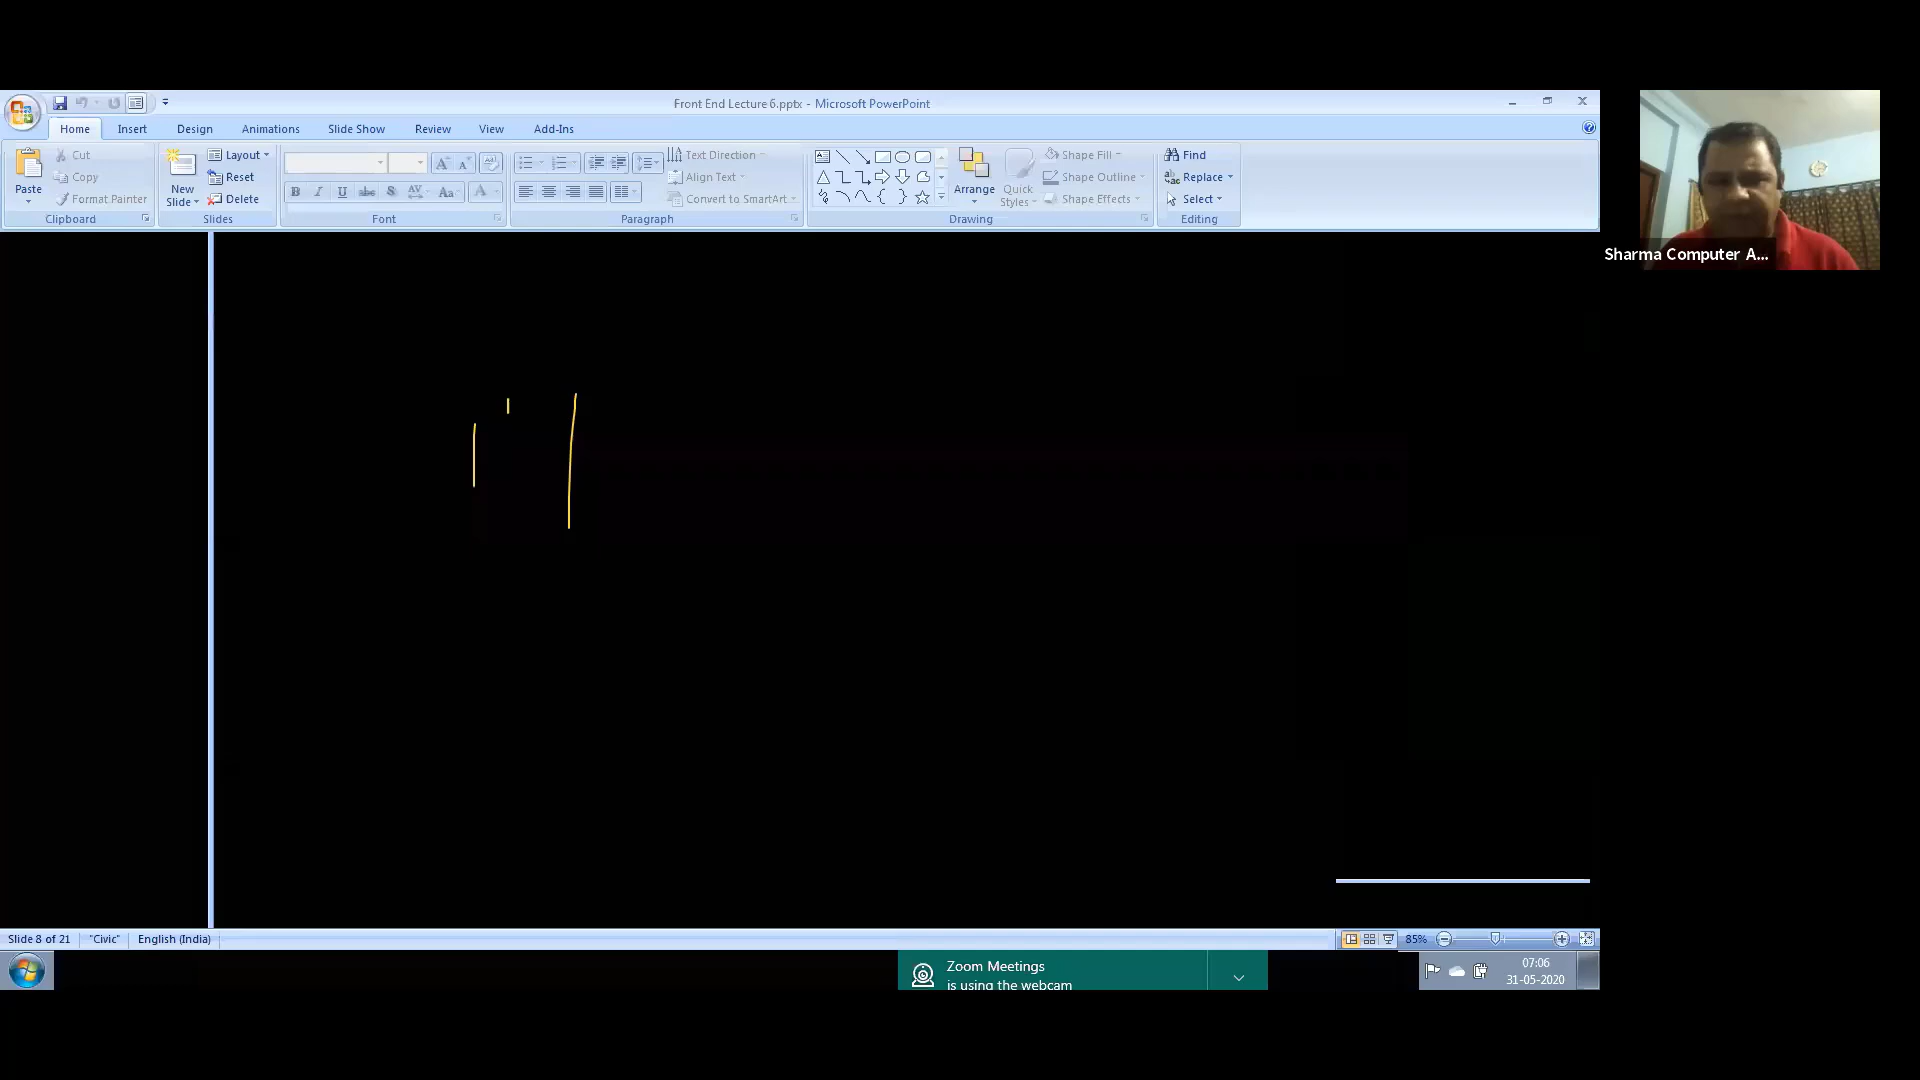 Front End Lecture 6.pptx - Microsoft PowerPoint
Home Insert Design Animations Slide Show Review View Add-Ins
Paste
Cut
Copy
Format Painter
Clipboard
New Slide
Layout
Reset
Delete
Slides
Font
Text Direction
Align Text
Convert to SmartArt
Paragraph
Arrange
Quick Styles
Shape Fill
Shape Outline
Shape Effects
Drawing
Find
Replace
Select
Editing
Sharma Computer A...
Slide 8 of 21 "Civic" English (India) 85%
Zoom Meetings
is using the webcam
07:06
31-05-2020